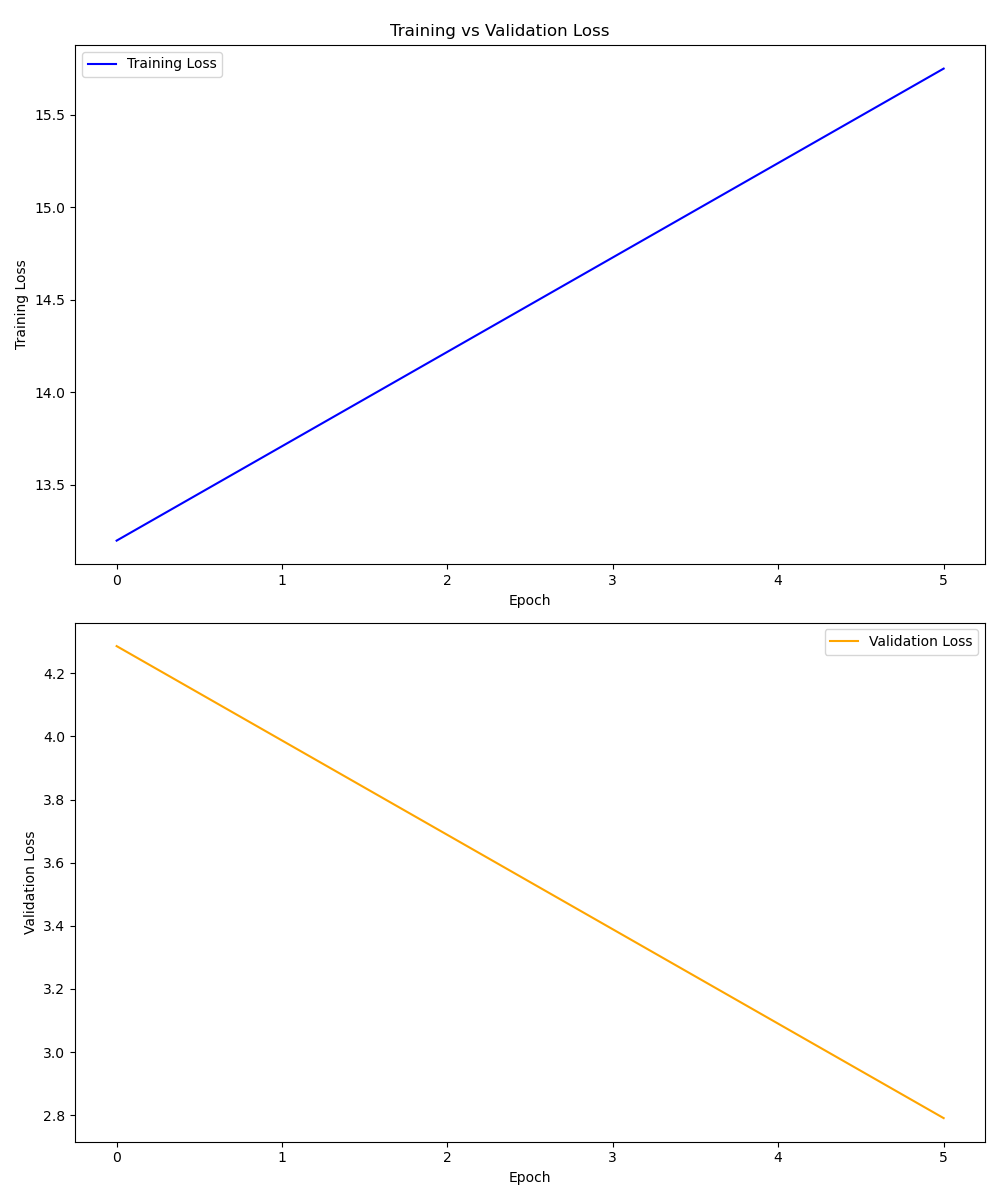 Training vs Validation Loss
Training Loss
15.5
15.0
14.5
14.0
13.5
Training Loss
0 1 2 3 4 5
Epoch
Validation Loss
4.2
4.0
3.8
3.6
3.4
3.2
3.0
2.8
Validation Loss
0 1 2 3 4 5
Epoch